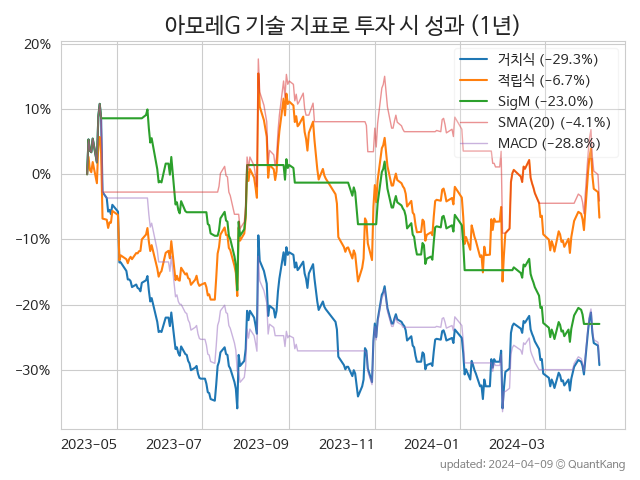 아모레G 기술 지표로 투자 시 성과 (1년)
20%
10%
0%
−10%
−20%
−30%
거치식 (−29.3%)
적립식 (−6.7%)
SigM (−23.0%)
SMA(20) (−4.1%)
MACD (−28.8%)
2023-05 2023-07 2023-09 2023-11 2024-01 2024-03
updated: 2024-04-09 © QuantKang